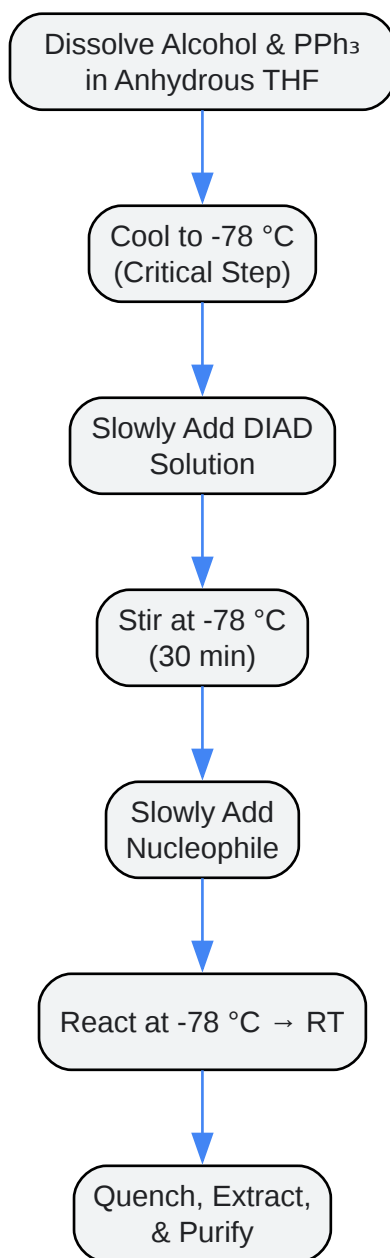 Dissolve Alcohol & PPh₃
in Anhydrous THF
Cool to -78 °C
(Critical Step)
Slowly Add DIAD
Solution
Stir at -78 °C
(30 min)
Slowly Add
Nucleophile
React at -78 °C → RT
Quench, Extract,
& Purify